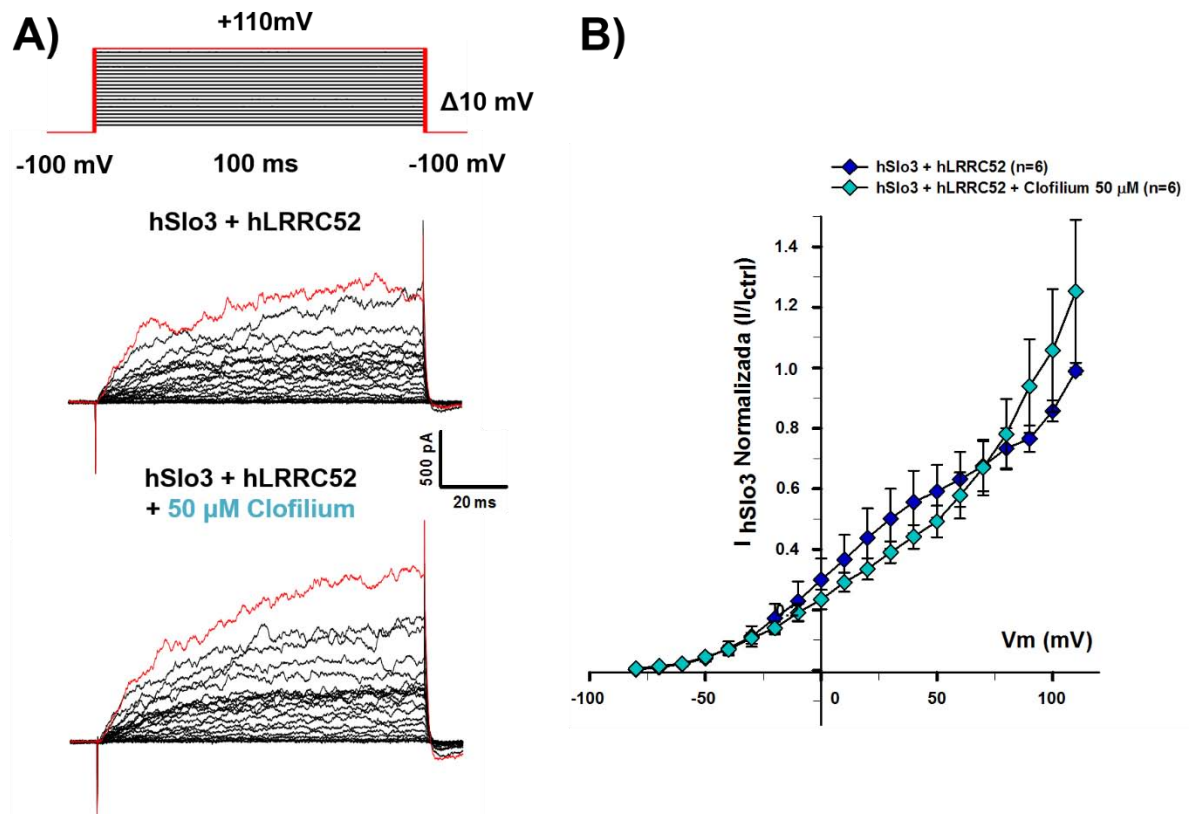 A)
+110mV
Δ10 mV
-100 mV
100 ms
-100 mV
hSlo3 + hLRRC52
500 pA
20 ms
hSlo3 + hLRRC52
+ 50 µM Clofilium
B)
hSlo3 + hLRRC52 (n=6)
hSlo3 + hLRRC52 + Clofilium 50 µM (n=6)
I hSlo3 Normalizada (I/Ictrl)
1.4
1.2
1.0
0.8
0.6
0.4
Vm (mV)
-100
-50
0
50
100